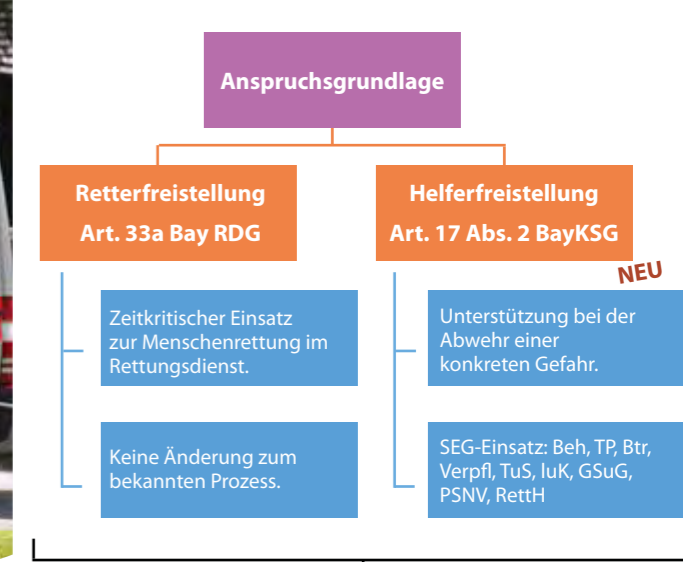 Anspruchsgrundlage
Retterfreistellung
Art. 33a Bay RDG
Helferfreistellung
Art. 17 Abs. 2 BayKSG
NEU
Zeitkritischer Einsatz
zur Menschenrettung im
Rettungsdienst.
Keine Änderung zum
bekannten Prozess.
Unterstützung bei der
Abwehr einer
konkreten Gefahr.
SEG-Einsatz: Beh, TP, Btr,
Verpfl, TuS, IuK, GSuG,
PSNV, RettH